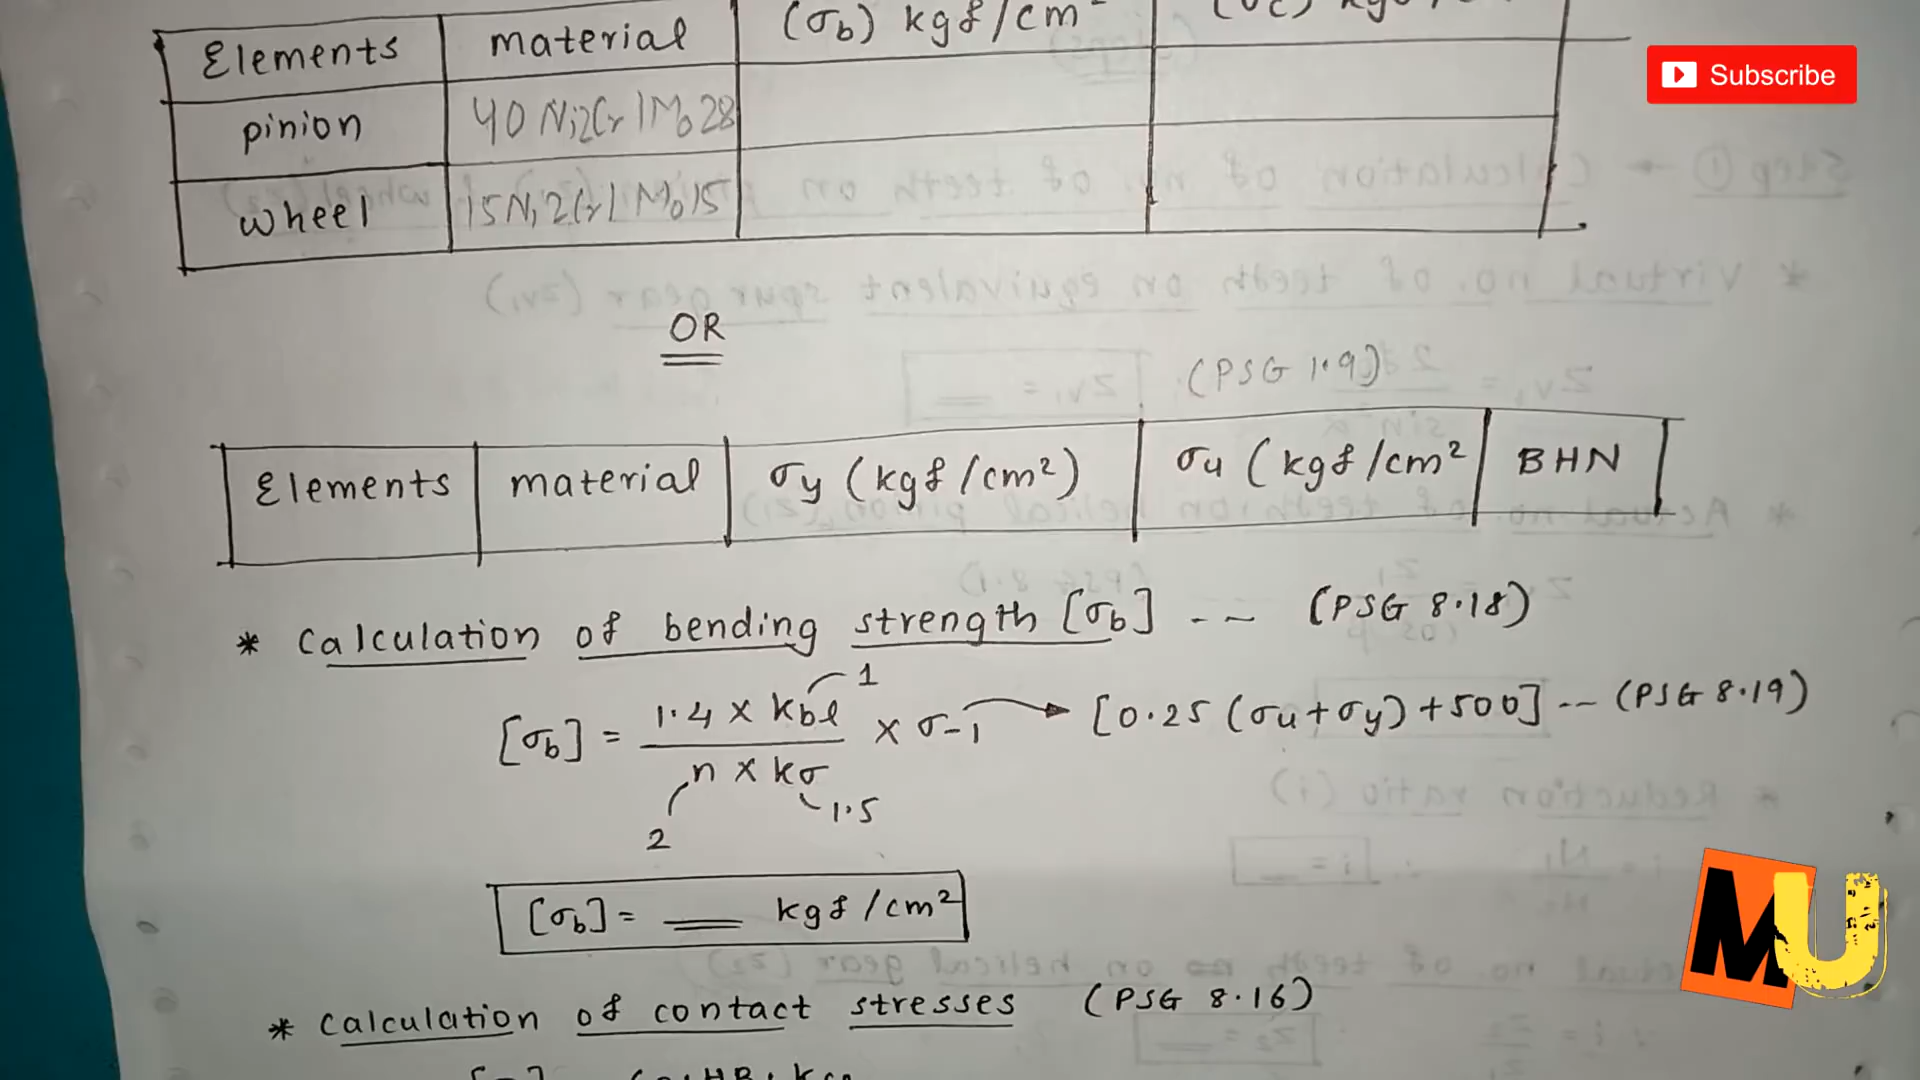 Elements material (σb) kgf/cm²
pinion 40 Ni2Cr1Mo28
wheel 15Ni2Cr1Mo15
OR
(PSG 1.9)
Elements material σy (kgf/cm²) σu (kgf/cm² BHN
* Calculation of bending strength [σb] -- (PSG 8.18)
[σb] = 1.4 × kbl / n × kσ × σ-1 → [0.25 (σu+σy) +500] -- (PSG 8.19)
1
2
1.5
[σb] = __ kgf/cm²
* Calculation of contact stresses (PSG 8.16)
Subscribe
MU